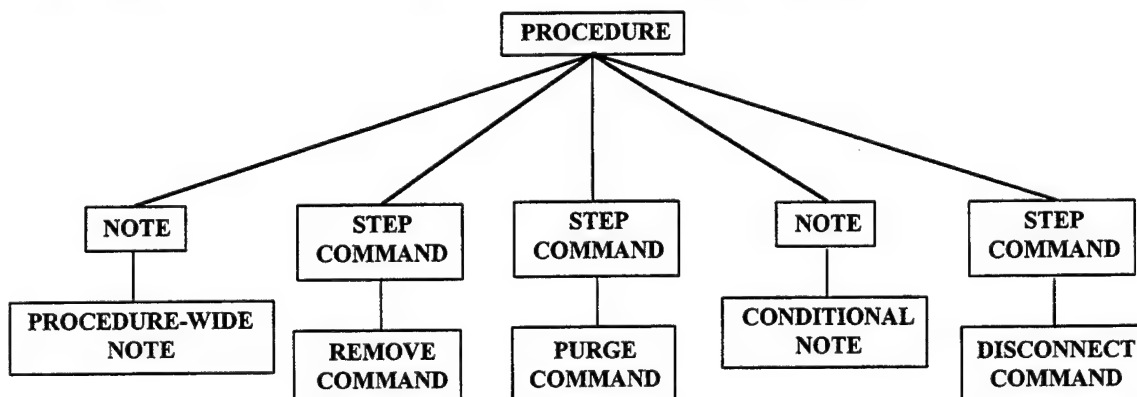 PROCEDURE
NOTE
STEP
COMMAND
STEP
COMMAND
NOTE
STEP
COMMAND
PROCEDURE-WIDE
NOTE
REMOVE
COMMAND
PURGE
COMMAND
CONDITIONAL
NOTE
DISCONNECT
COMMAND